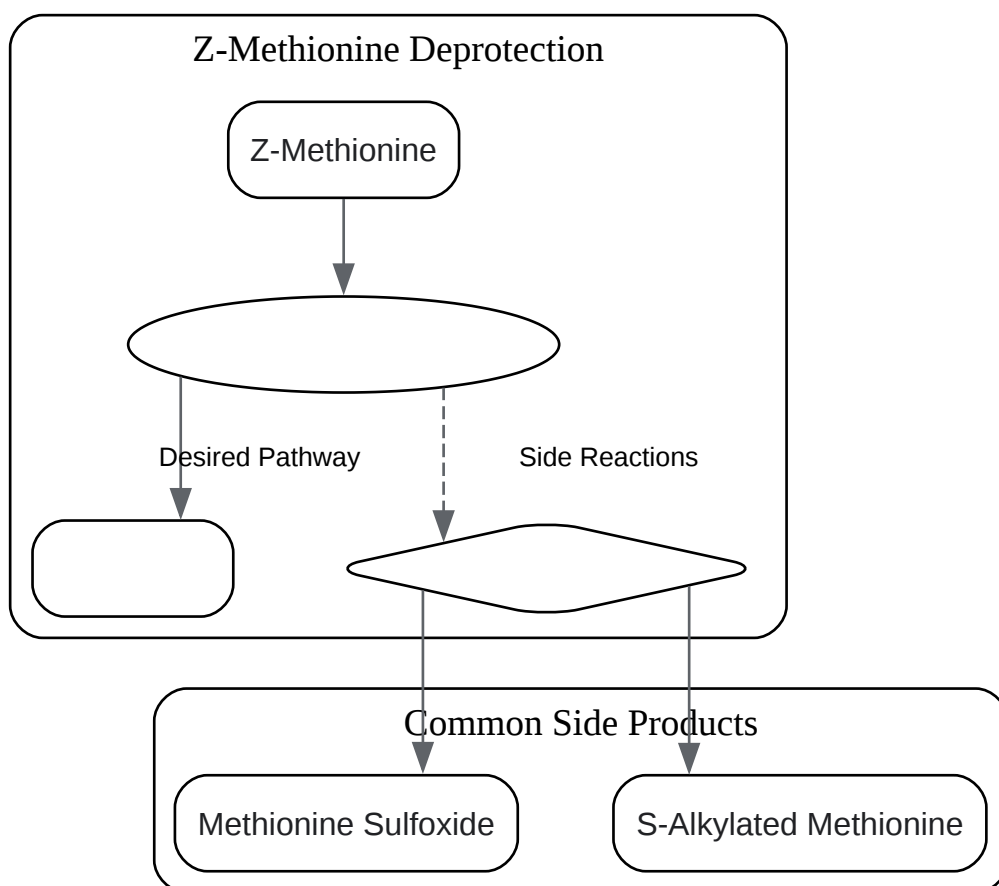 Z-Methionine Deprotection
Z-Methionine
Desired Pathway
Side Reactions
Common Side Products
Methionine Sulfoxide
S-Alkylated Methionine